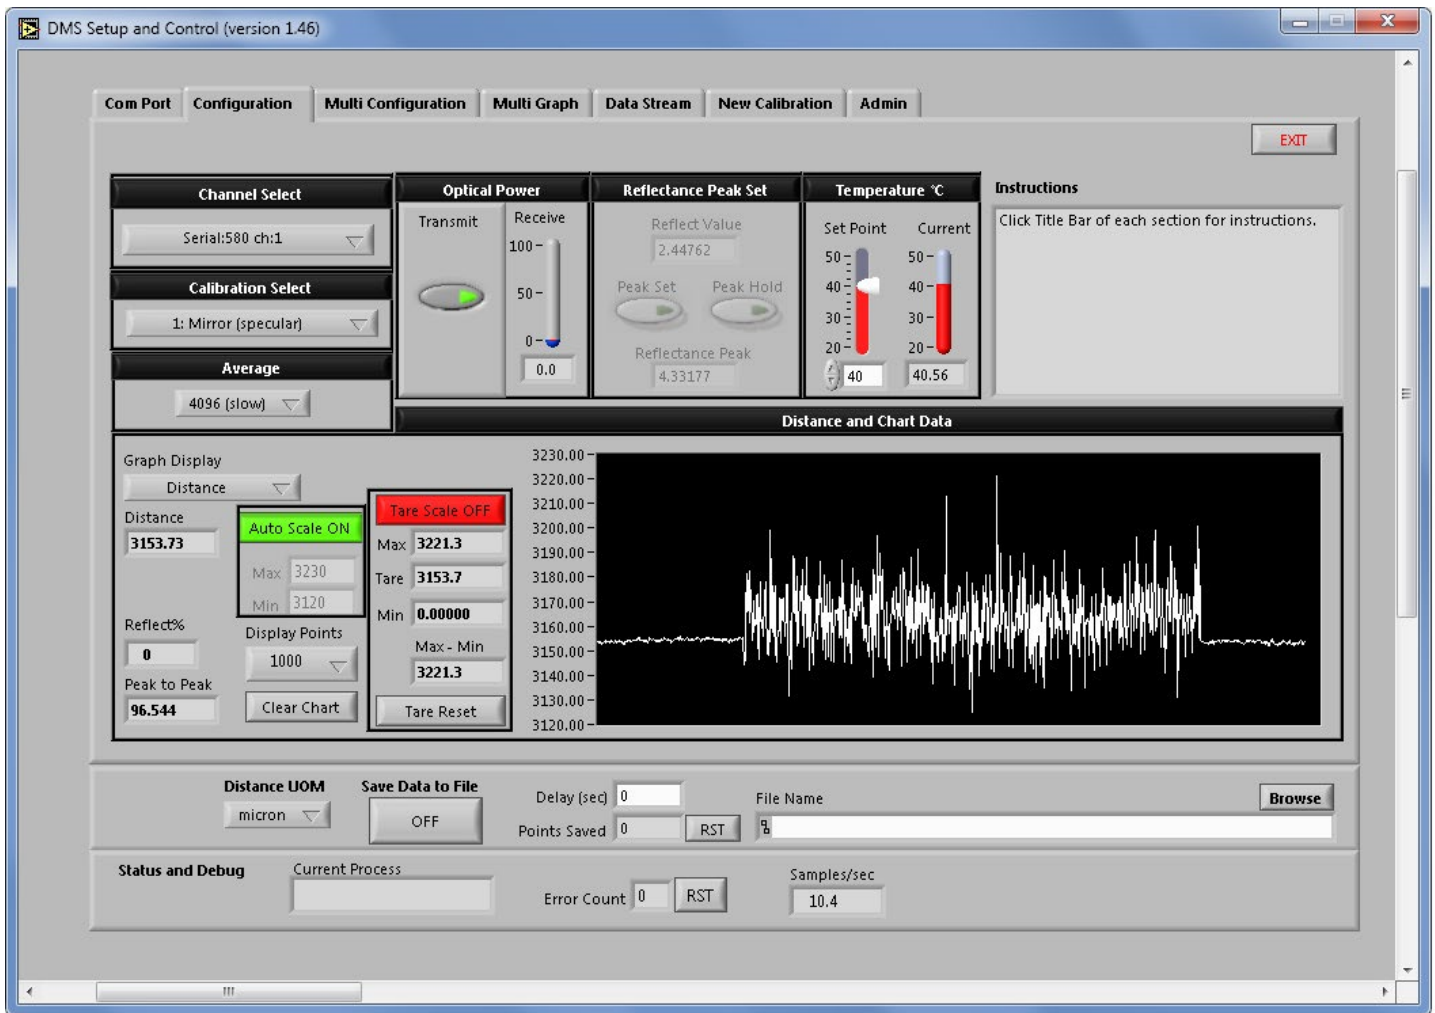 DMS Setup and Control (version 1.46)
Com Port Configuration Multi Configuration Multi Graph Data Stream New Calibration Admin
EXIT
Channel Select
Serial:580 ch:1
Calibration Select
1: Mirror (specular)
Average
4096 (slow)
Optical Power
Transmit
Receive
100
50
0
0.0
Reflectance Peak Set
Reflect Value
2.44762
Peak Set Peak Hold
Reflectance Peak
4.33177
Temperature °C
Set Point Current
50 50
40 40
30 30
20 20
40 40.56
Instructions
Click Title Bar of each section for instructions.
Distance and Chart Data
Graph Display
Distance
Distance
3153.73
Reflect%
0
Peak to Peak
96.544
Auto Scale ON
Max 3230
Min 3120
Display Points
1000
Clear Chart
Tare Scale OFF
Max 3221.3
Tare 3153.7
Min 0.00000
Max - Min
3221.3
Tare Reset
3230.00
3220.00
3210.00
3200.00
3190.00
3180.00
3170.00
3160.00
3150.00
3140.00
3130.00
3120.00
Distance UOM
micron
Save Data to File
OFF
Delay (sec) 0
Points Saved 0 RST
File Name
Browse
Status and Debug
Current Process
Error Count 0 RST
Samples/sec
10.4